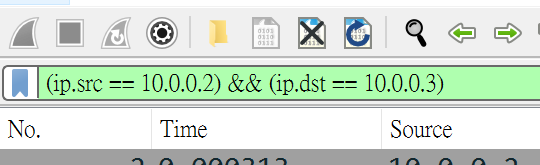 (ip.src == 10.0.0.2) && (ip.dst == 10.0.0.3)
No. Time Source